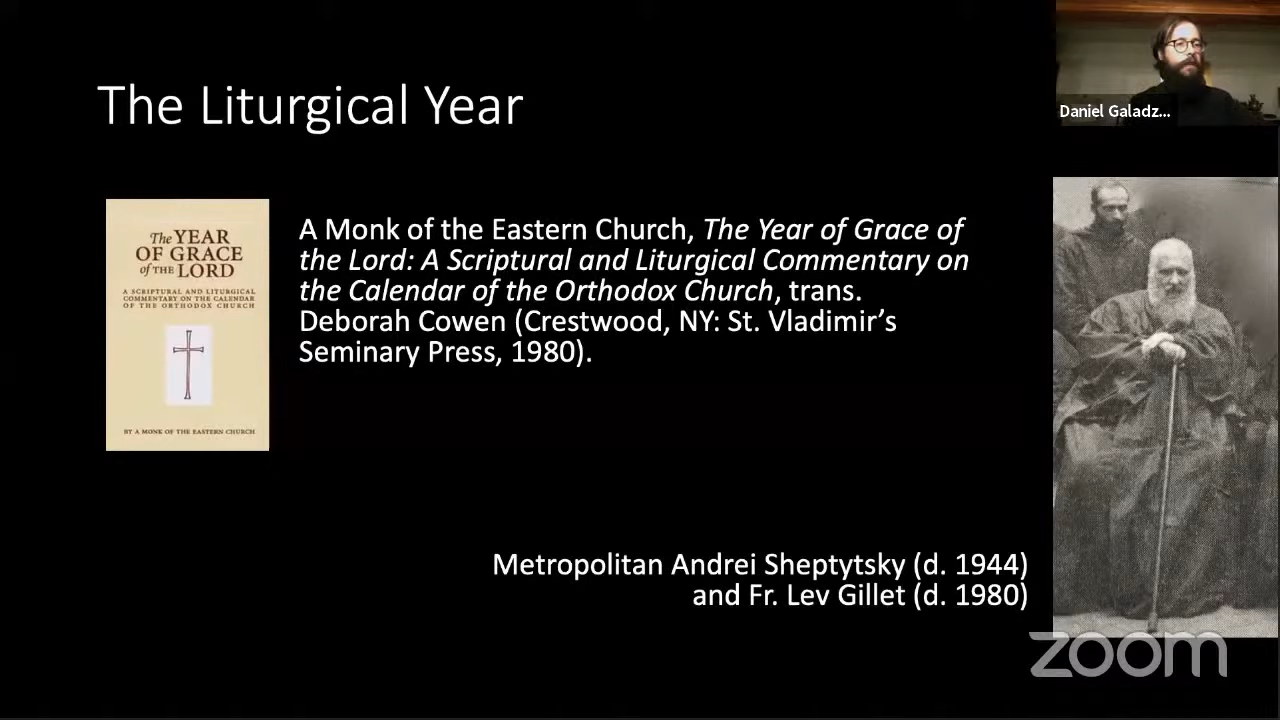 The Liturgical Year
Daniel Galadz...
The YEAR
OF GRACE
of THE LORD
A SCRIPTURAL AND LITURGICAL
COMMENTARY ON THE CALENDAR
OF THE ORTHODOX CHURCH
BY A MONK OF THE EASTERN CHURCH
A Monk of the Eastern Church, The Year of Grace of
the Lord: A Scriptural and Liturgical Commentary on
the Calendar of the Orthodox Church, trans.
Deborah Cowen (Crestwood, NY: St. Vladimir’s
Seminary Press, 1980).
Metropolitan Andrei Sheptytsky (d. 1944)
and Fr. Lev Gillet (d. 1980)
zoom